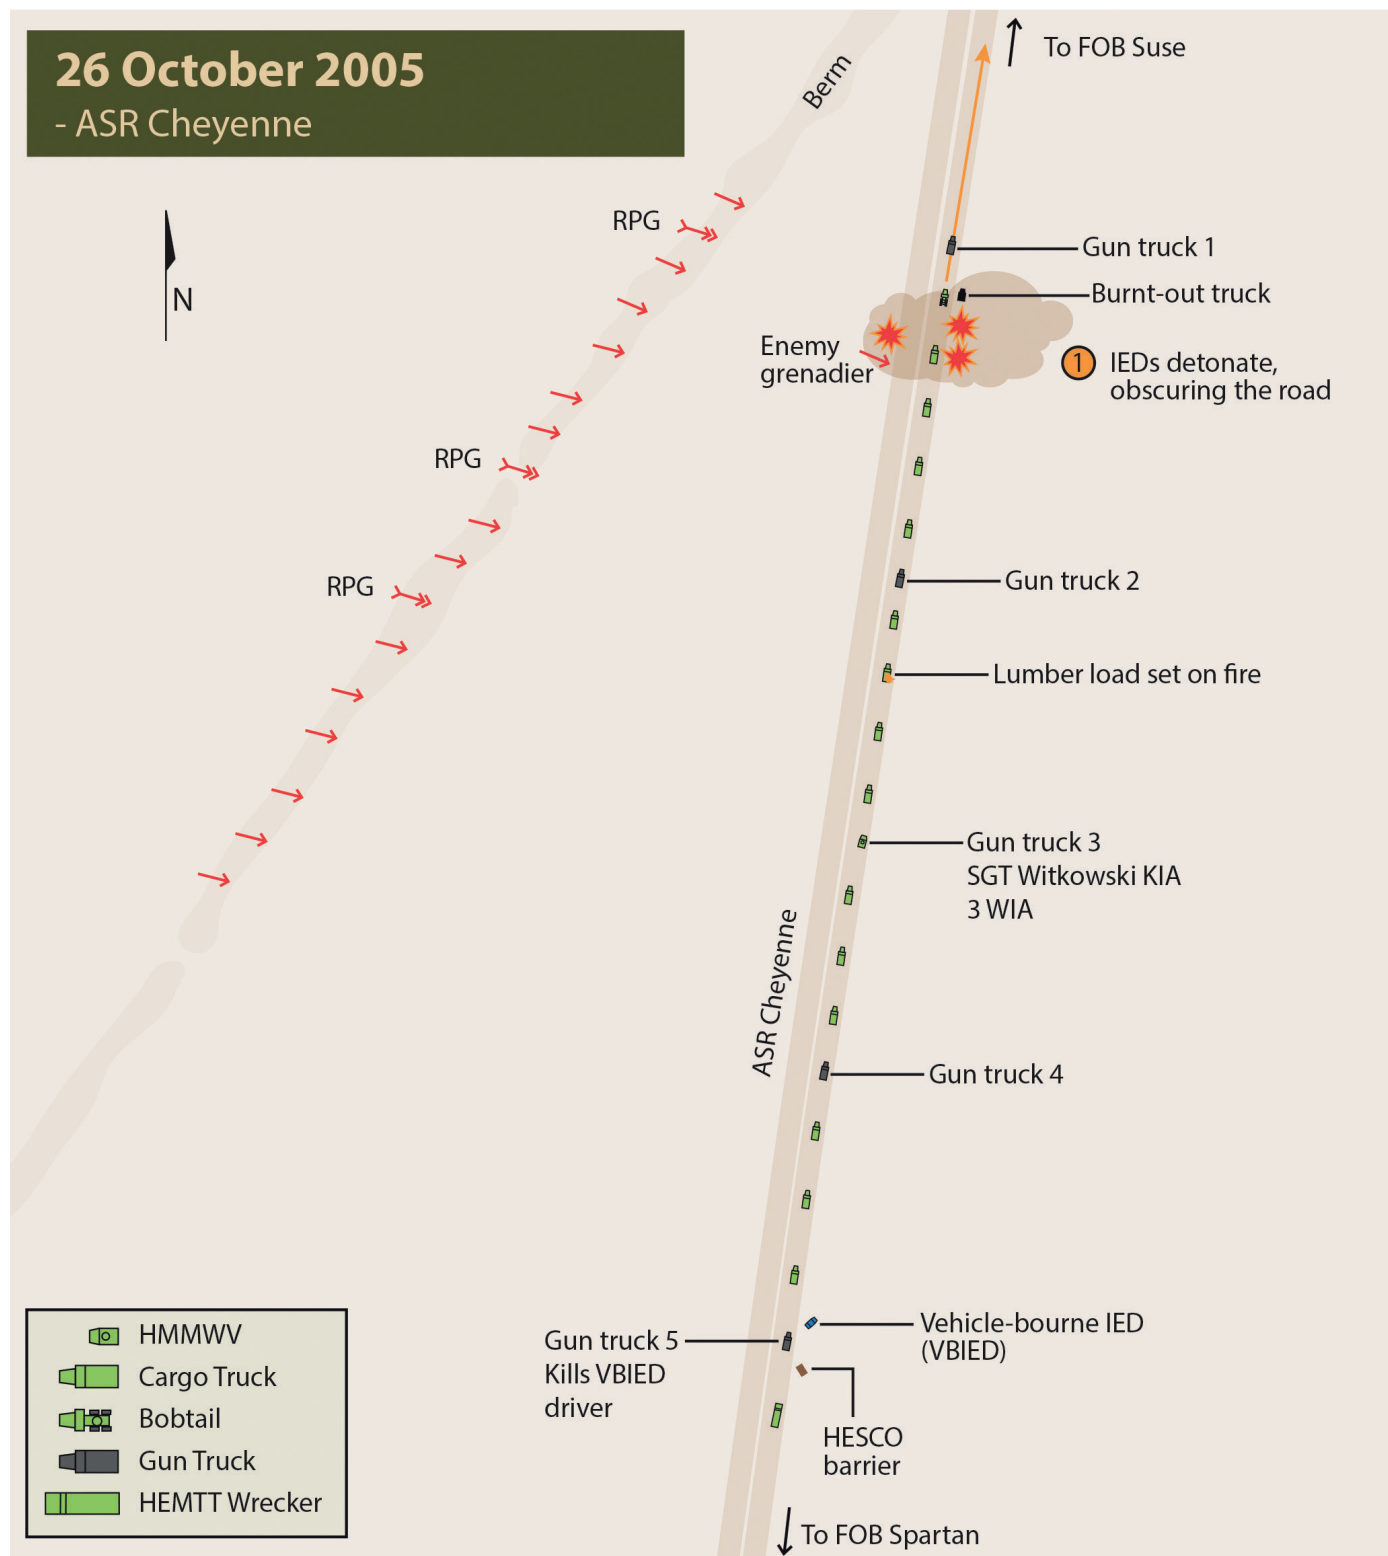 26 October 2005
- ASR Cheyenne
To FOB Suse
Berm
N
RPG
Gun truck 1
Burnt-out truck
Enemy
grenadier
1
IEDs detonate,
obscuring the road
RPG
Gun truck 2
RPG
Lumber load set on fire
Gun truck 3
SGT Witkowski KIA
3 WIA
ASR Cheyenne
Gun truck 4
Vehicle-bourne IED
(VBIED)
Gun truck 5
Kills VBIED
driver
HESCO
barrier
To FOB Spartan
HMMWV
Cargo Truck
Bobtail
Gun Truck
HEMTT Wrecker